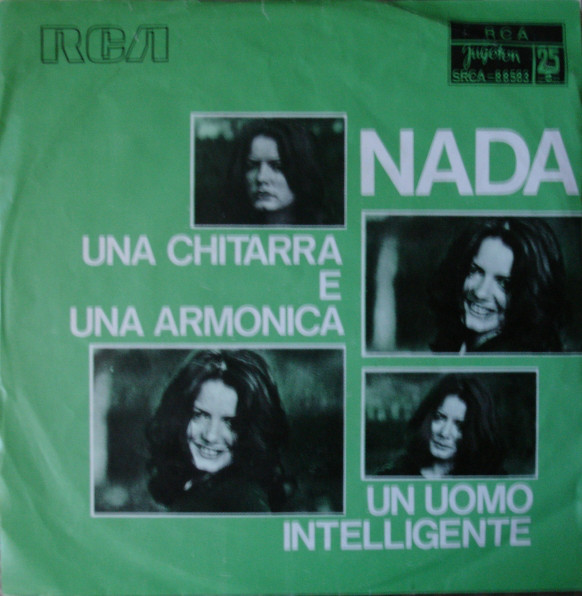 RCA
RCA
Jugoton
25
SRCA-88583
NADA
UNA CHITARRA
E
UNA ARMONICA
UN UOMO
INTELLIGENTE